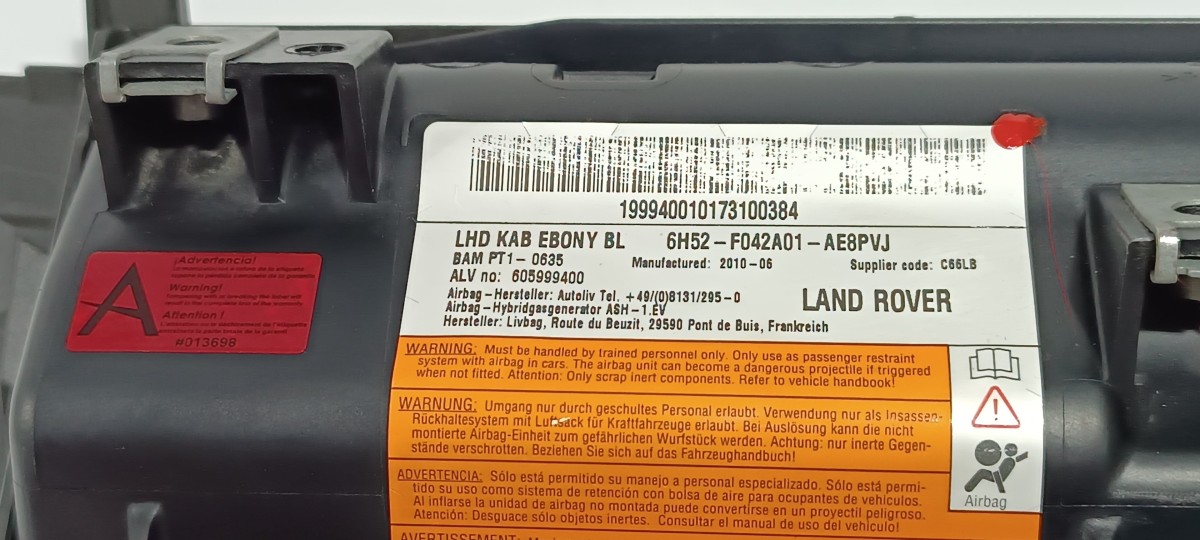 199940010173100384
LHD KAB EBONY BL 6H52-F042A01-AE8PVJ
BAM PT1-0635 Manufactured: 2010-06 Supplier code: C66LB
ALV no: 605999400
Airbag-Hersteller: Autoliv Tel. +49/(0)8131/295-0
Airbag-Hybridgasgenerator ASH-1.EV
Hersteller: Livbag, Route du Beuzit, 29590 Pont de Buis, Frankreich
LAND ROVER
WARNING: Must be handled by trained personnel only. Only use as passenger restraint
system with airbag in cars. The airbag unit can become a dangerous projectile if triggered
when not fitted. Attention: Only scrap inert components. Refer to vehicle handbook!
WARNUNG: Umgang nur durch geschultes Personal erlaubt. Verwendung nur als Insassen-
Rückhaltesystem mit Luftsack für Kraftfahrzeuge erlaubt. Bei Auslösung kann die nicht
montierte Airbag-Einheit zum gefährlichen Wurfstück werden. Achtung: nur inerte Gegen-
stände verschrotten. Beziehen Sie sich auf das Fahrzeughandbuch!
ADVERTENCIA: Sólo está permitido su manejo a personal especializado. Sólo está permi-
tido su uso como sistema de retención con bolsa de aire para ocupantes de vehículos.
Al inflarse la unidad de airbag no montada puede convertirse en un proyectil peligroso.
Atención: Desguace sólo objetos inertes. Consultar el manual de uso del vehículo!
AVERTISSEMENT:
Airbag
A
¡Advertencia!
Warning!
Attention !
#013698